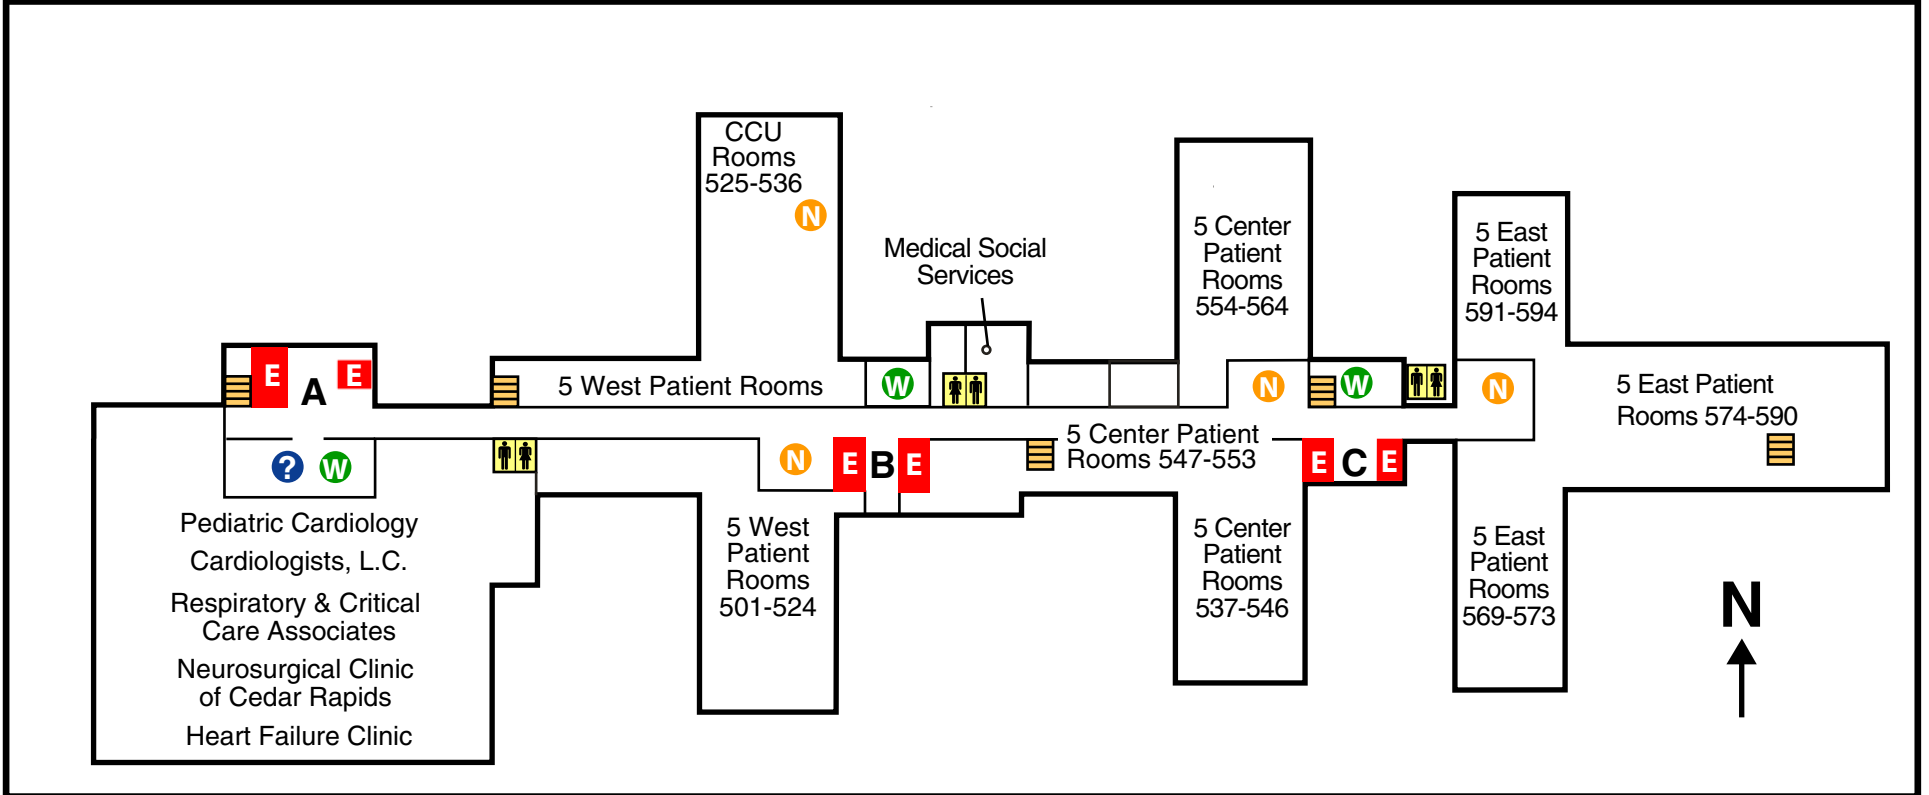 CCU
Rooms
525-536
N
Medical Social
Services
5 Center
Patient
Rooms
554-564
5 East
Patient
Rooms
591-594
E
A
E
5 West Patient Rooms
W
N
W
N
5 East Patient
Rooms 574-590
?
W
N
E
B
E
5 Center Patient
Rooms 547-553
E
C
E
Pediatric Cardiology
Cardiologists, L.C.
Respiratory & Critical
Care Associates
Neurosurgical Clinic
of Cedar Rapids
Heart Failure Clinic
5 West
Patient
Rooms
501-524
5 Center
Patient
Rooms
537-546
5 East
Patient
Rooms
569-573
N